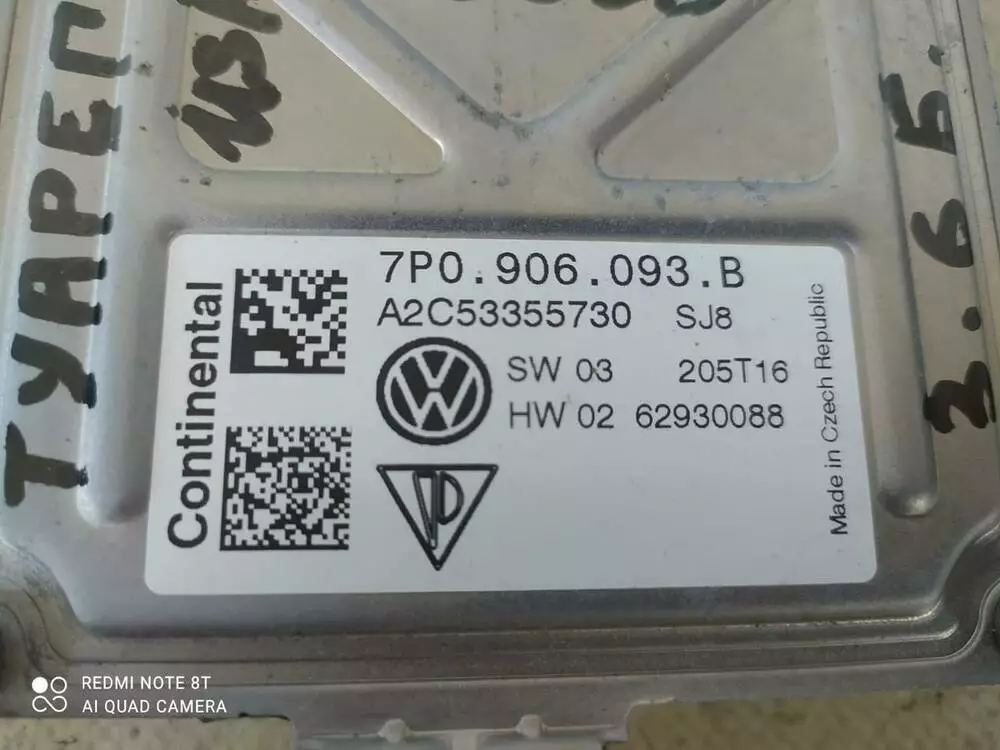 ТУАРЕГ
3.6 Б.
Continental
7P0.906.093.B
A2C53355730 SJ8
SW 03 205T16
HW 02 62930088
Made in Czech Republic
REDMI NOTE 8T
AI QUAD CAMERA